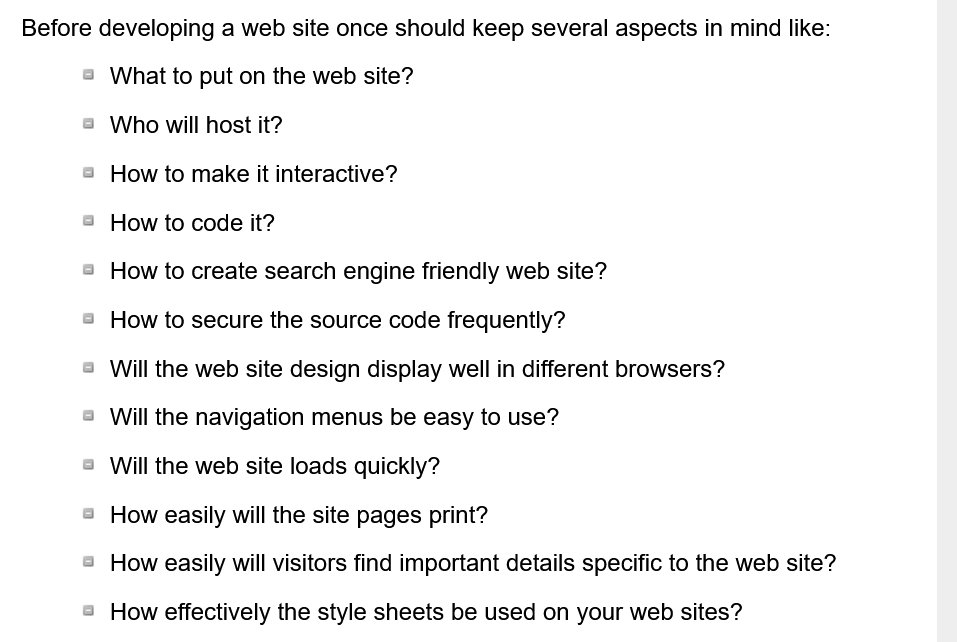 Before developing a web site once should keep several aspects in mind like:
What to put on the web site?
Who will host it?
How to make it interactive?
How to code it?
How to create search engine friendly web site?
How to secure the source code frequently?
Will the web site design display well in different browsers?
Will the navigation menus be easy to use?
Will the web site loads quickly?
How easily will the site pages print?
How easily will visitors find important details specific to the web site?
How effectively the style sheets be used on your web sites?